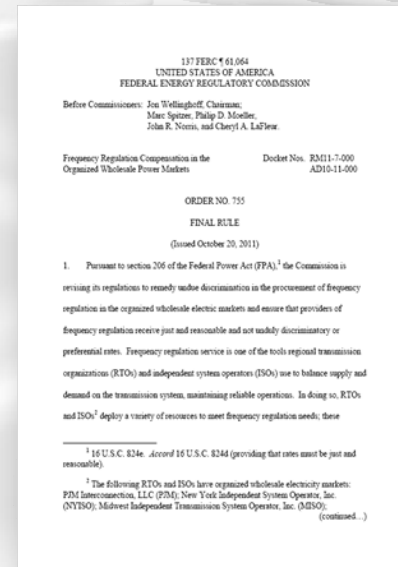 137 FERC ¶ 61,064
UNITED STATES OF AMERICA
FEDERAL ENERGY REGULATORY COMMISSION
Before Commissioners: Jon Wellinghoff, Chairman;
Marc Spitzer, Philip D. Moeller,
John R. Norris, and Cheryl A. LaFleur.
Frequency Regulation Compensation in the Docket Nos. RM11-7-000
Organized Wholesale Power Markets AD10-11-000
ORDER NO. 755
FINAL RULE
(Issued October 20, 2011)
1. Pursuant to section 206 of the Federal Power Act (FPA),1 the Commission is
revising its regulations to remedy undue discrimination in the procurement of frequency
regulation in the organized wholesale electric markets and ensure that providers of
frequency regulation receive just and reasonable and not unduly discriminatory or
preferential rates. Frequency regulation service is one of the tools regional transmission
organizations (RTOs) and independent system operators (ISOs) use to balance supply and
demand on the transmission system, maintaining reliable operations. In doing so, RTOs
and ISOs2 deploy a variety of resources to meet frequency regulation needs; these
1 16 U.S.C. 824e. Accord 16 U.S.C. 824d (providing that rates must be just and
reasonable).
2 The following RTOs and ISOs have organized wholesale electricity markets:
PJM Interconnection, LLC (PJM); New York Independent System Operator, Inc.
(NYISO); Midwest Independent Transmission System Operator, Inc. (MISO);
(continued…)